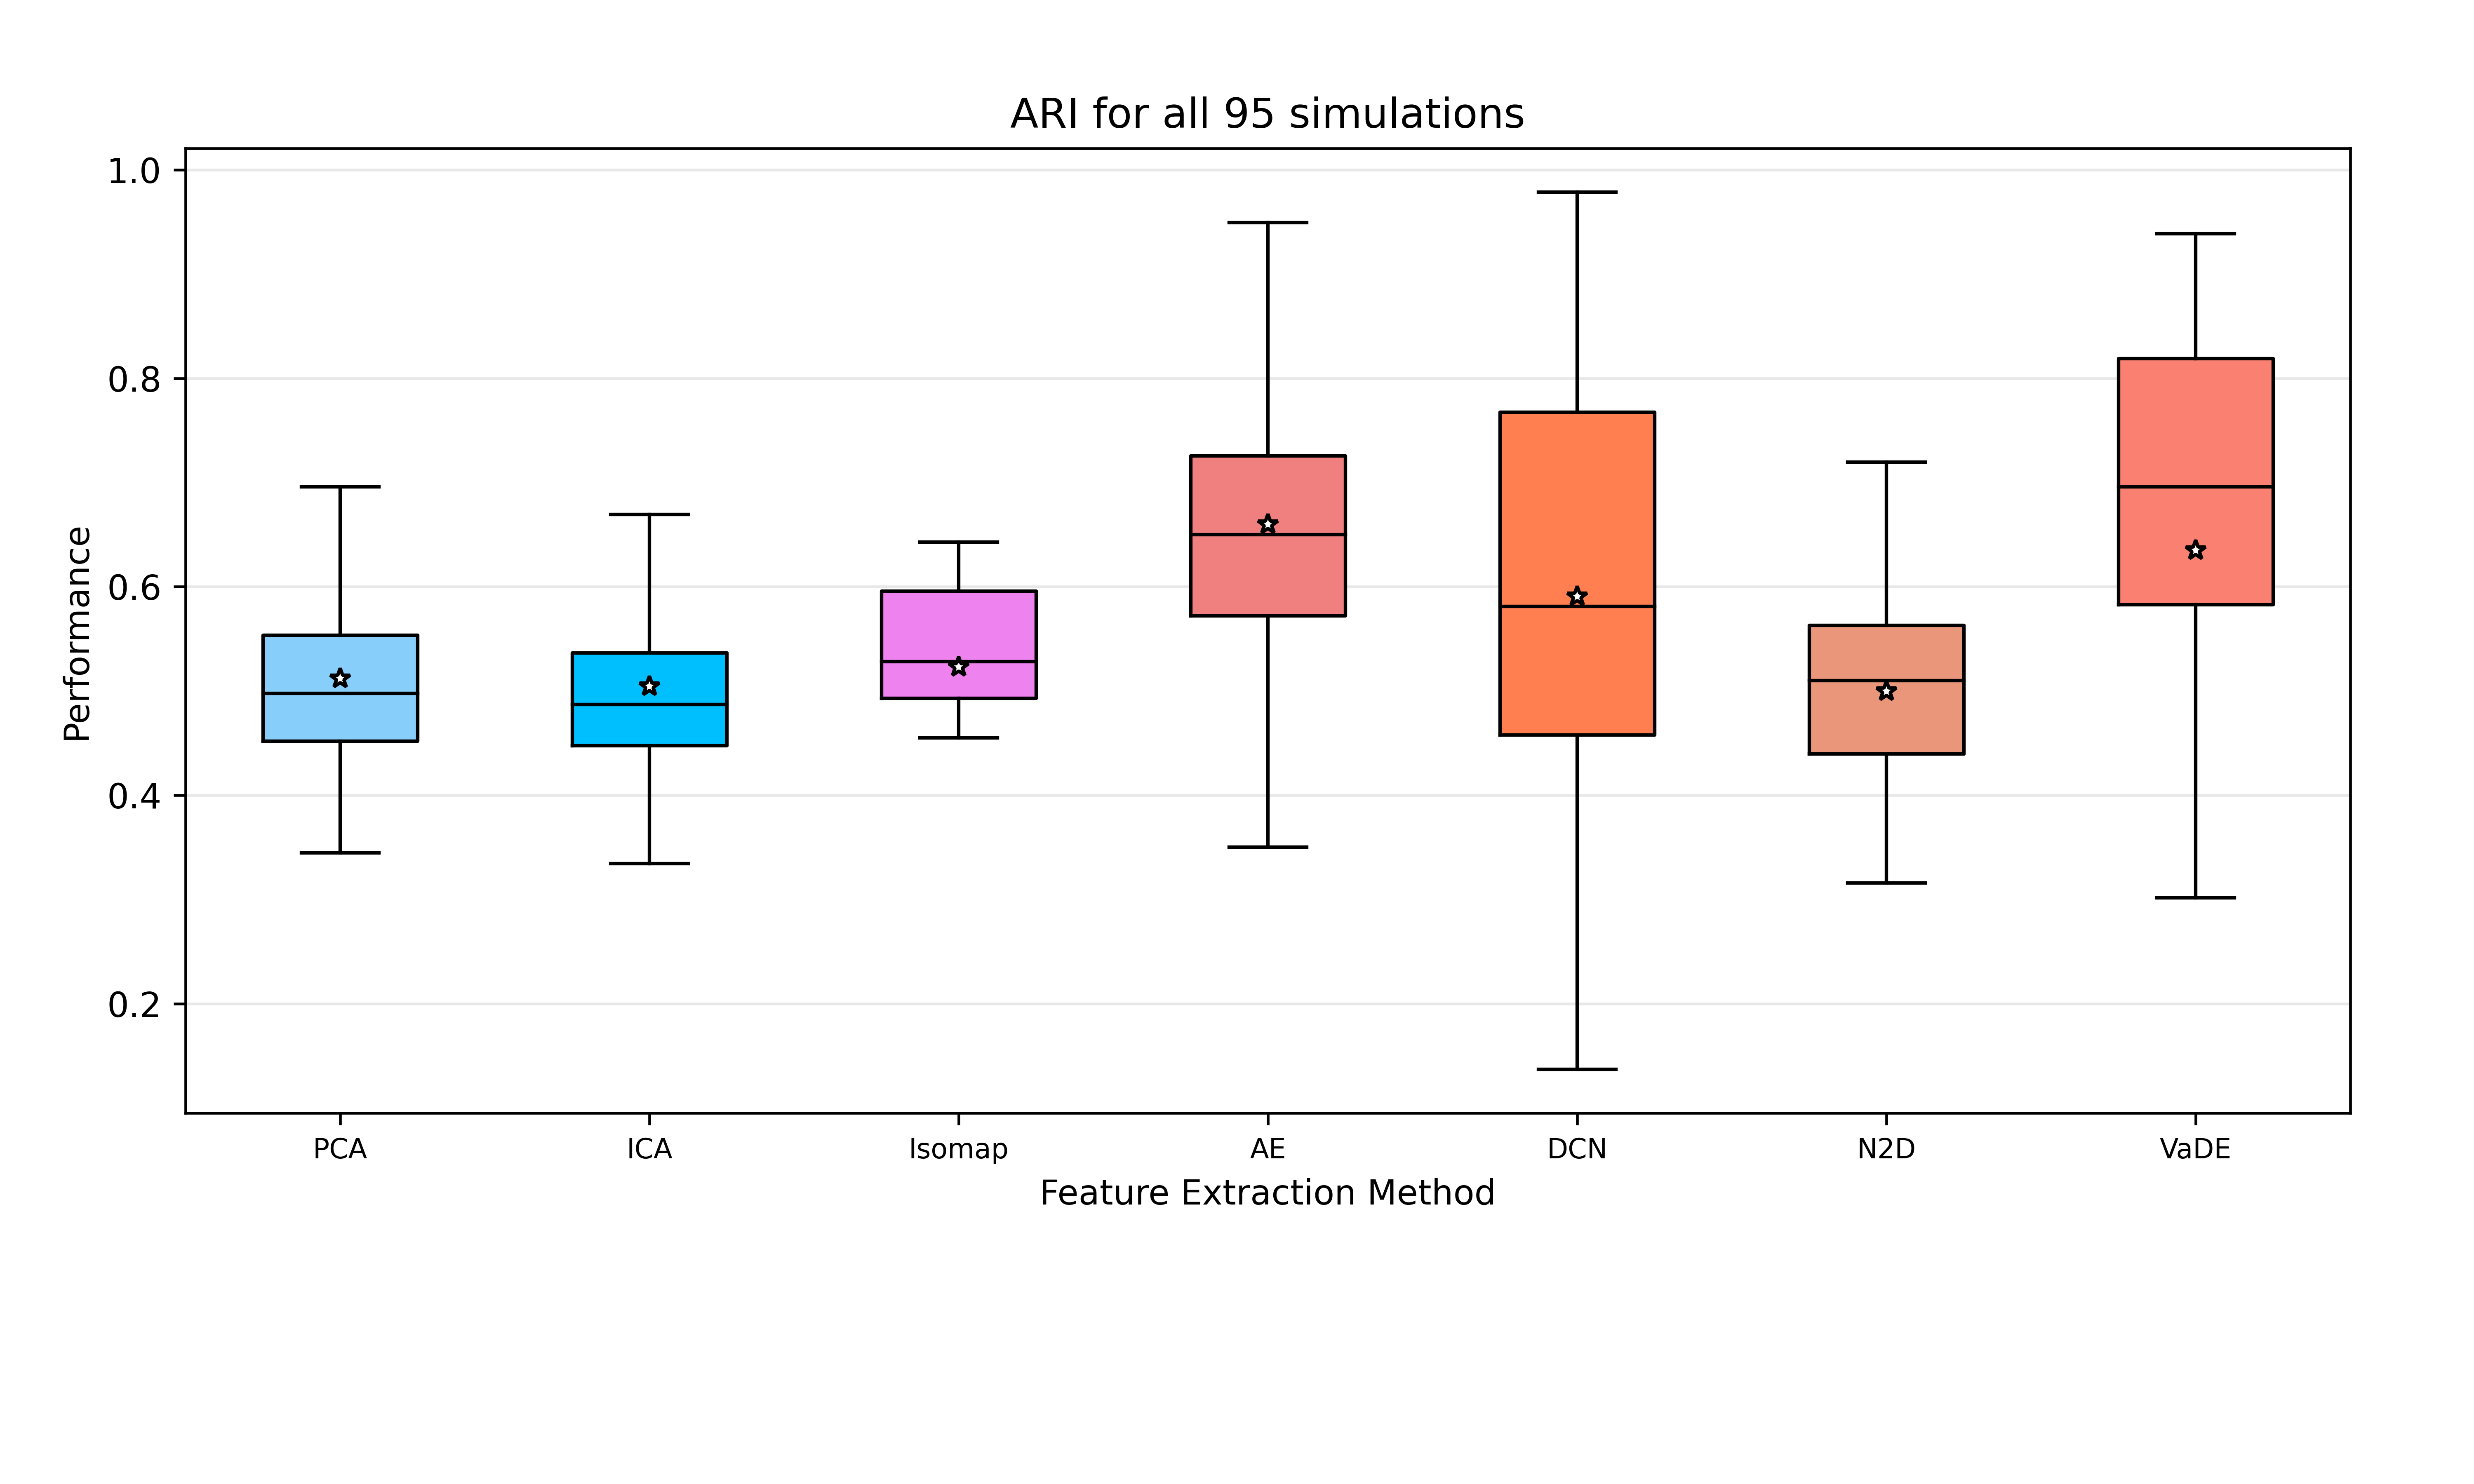 ARI for all 95 simulations
1.0
0.8
0.6
0.4
0.2
Performance
PCA ICA Isomap AE DCN N2D VaDE
Feature Extraction Method